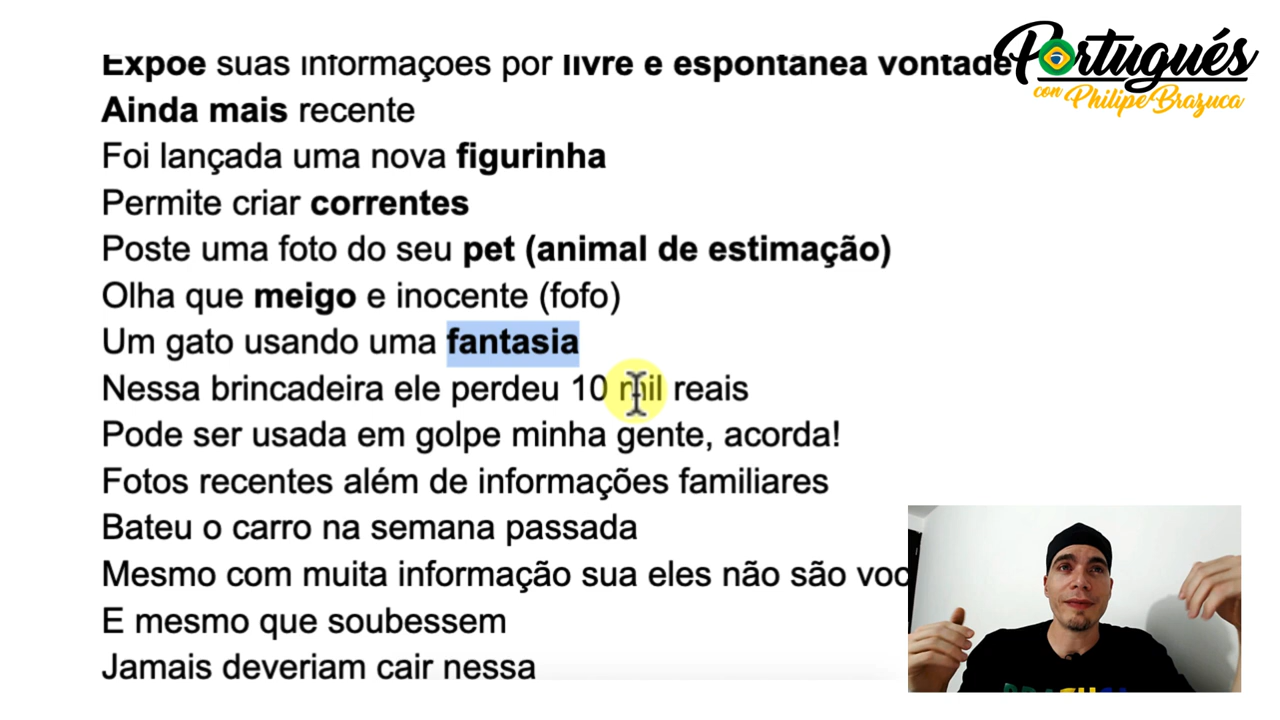 Expõe suas informações por livre e espontânea vontade
Portugués
con Philipe Brazuca
Ainda mais recente
Foi lançada uma nova figurinha
Permite criar correntes
Poste uma foto do seu pet (animal de estimação)
Olha que meigo e inocente (fofo)
Um gato usando uma fantasia
Nessa brincadeira ele perdeu 10 mil reais
Pode ser usada em golpe minha gente, acorda!
Fotos recentes além de informações familiares
Bateu o carro na semana passada
Mesmo com muita informação sua eles não são
E mesmo que soubessem
Jamais deveriam cair nessa